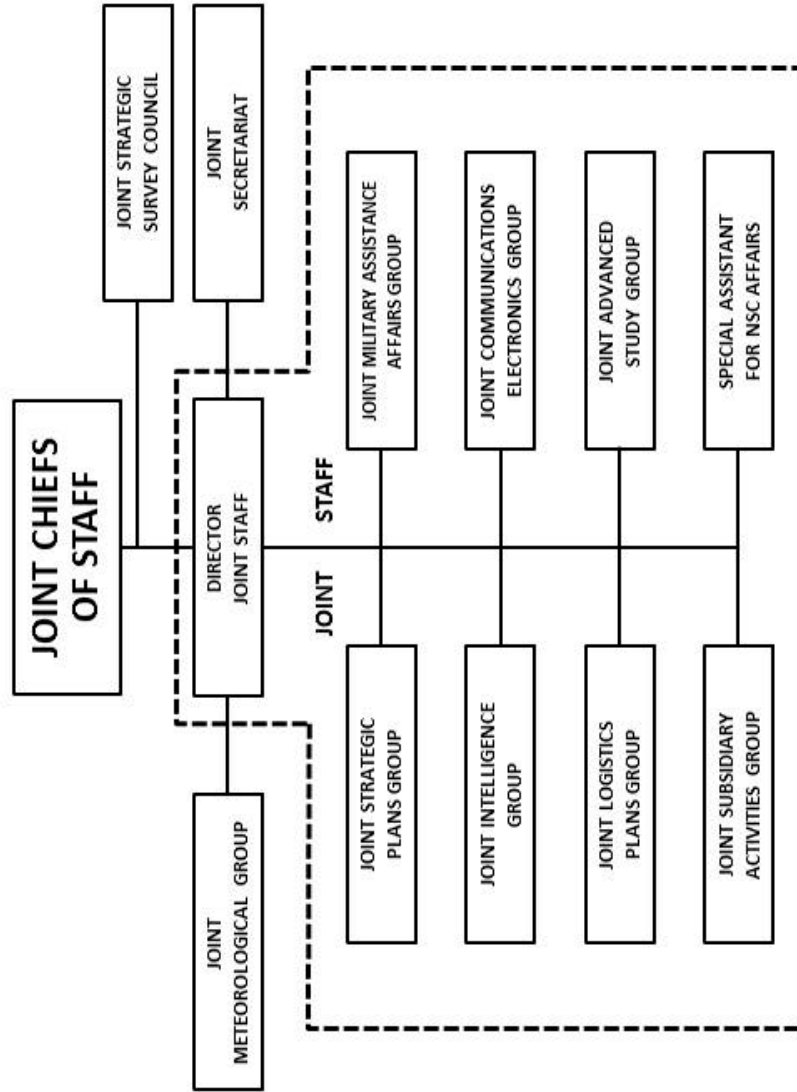 JOINT CHIEFS
OF STAFF
JOINT STRATEGIC
SURVEY COUNCIL
JOINT
METEOROLOGICAL GROUP
DIRECTOR
JOINT STAFF
JOINT
SECRETARIAT
JOINT STAFF
JOINT STRATEGIC
PLANS GROUP
JOINT MILITARY ASSISTANCE
AFFAIRS GROUP
JOINT INTELLIGENCE
GROUP
JOINT COMMUNICATIONS
ELECTRONICS GROUP
JOINT LOGISTICS
PLANS GROUP
JOINT ADVANCED
STUDY GROUP
JOINT SUBSIDIARY
ACTIVITIES GROUP
SPECIAL ASSISTANT
FOR NSC AFFAIRS